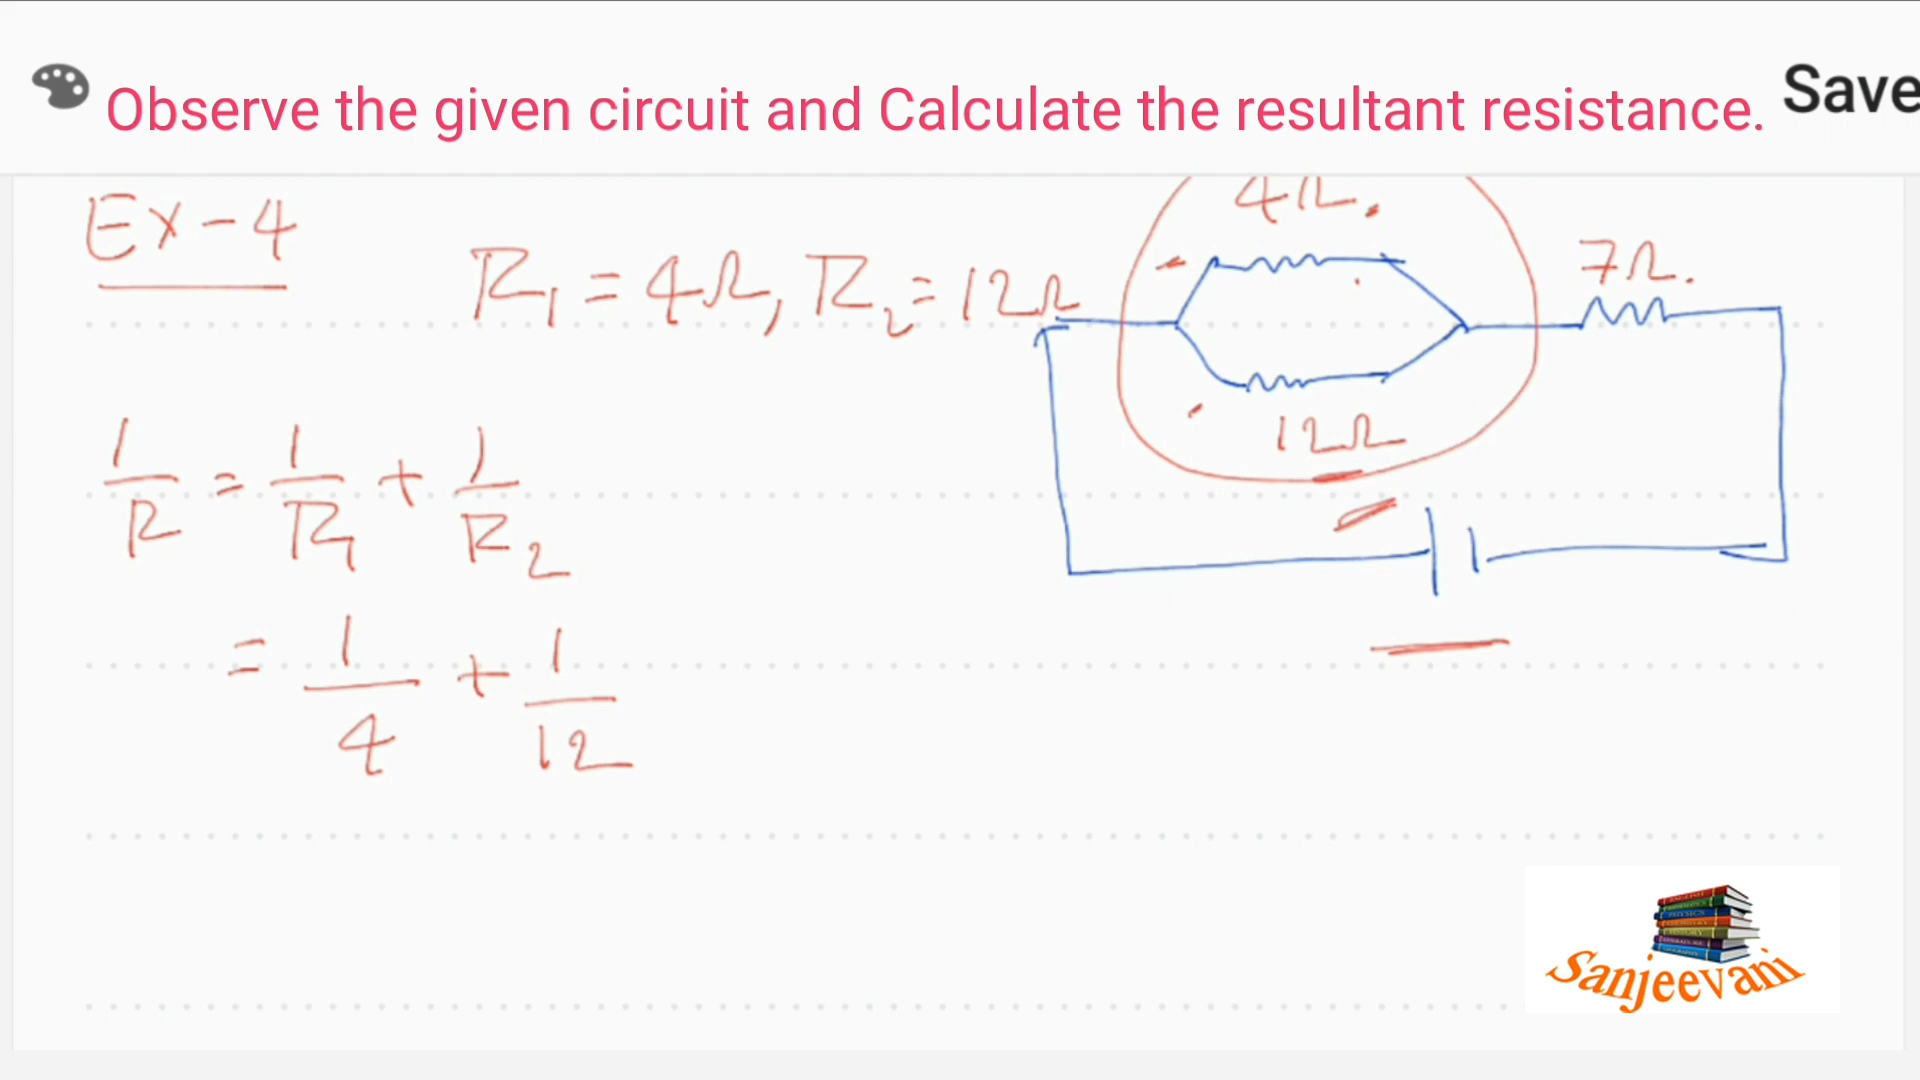 Observe the given circuit and Calculate the resultant resistance.
Save
Ex-4
R₁ = 4Ω, R₂ = 12Ω
4Ω.
7Ω.
12Ω
1/R = 1/R₁ + 1/R₂
= 1/4 + 1/12
Sanjeevani